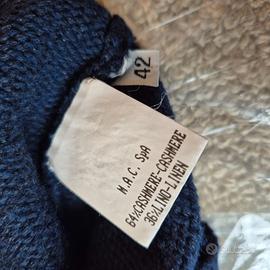 42
M.A.C. SpA
64%CASHMERE-CASHMERE
36%LINO-LINEN